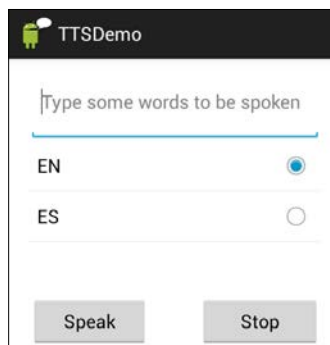 TTSDemo
Type some words to be spoken
EN
ES
Speak Stop